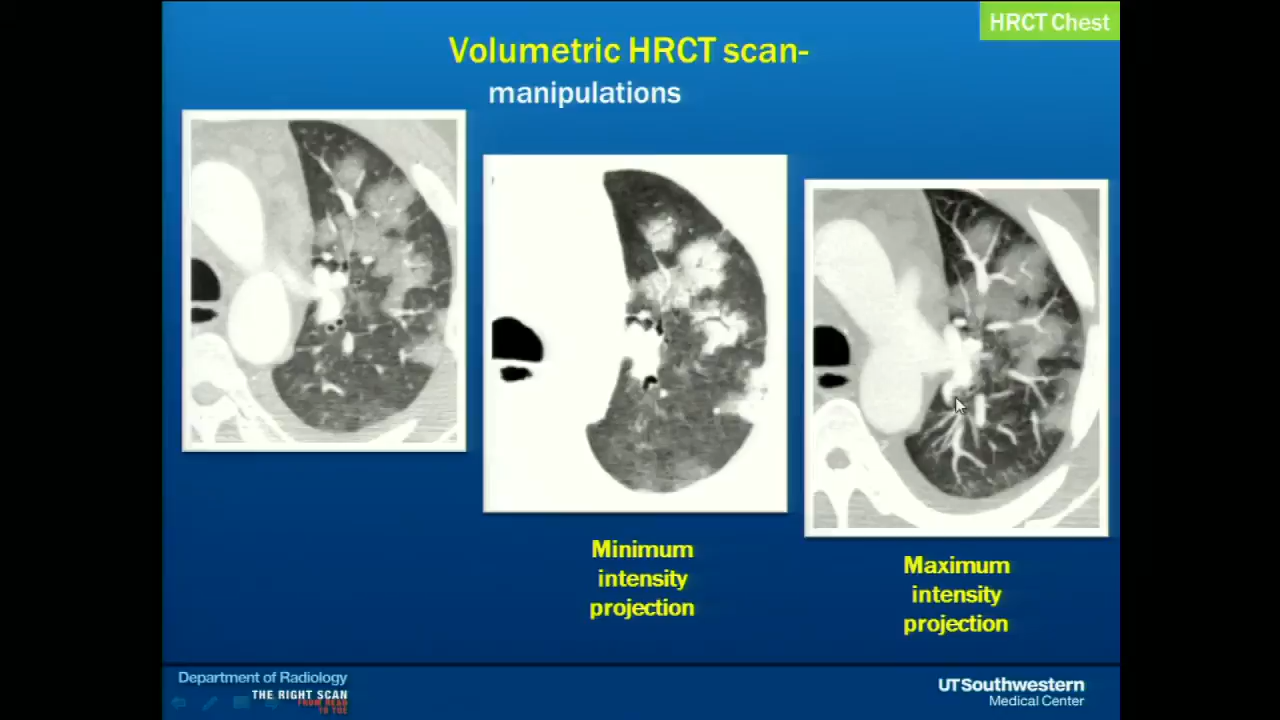 HRCT Chest
Volumetric HRCT scan-
manipulations
Minimum
intensity
projection
Maximum
intensity
projection
Department of Radiology
THE RIGHT SCAN
FROM HEAD
TO TOE
UTSouthwestern
Medical Center